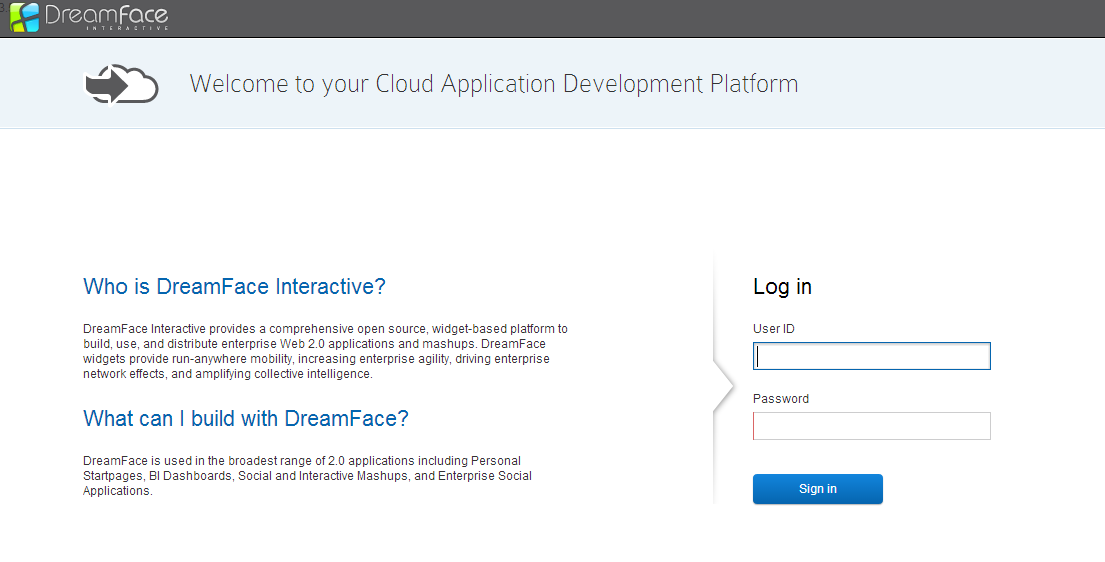 3.
DreamFace
INTERACTIVE
Welcome to your Cloud Application Development Platform
Who is DreamFace Interactive?
DreamFace Interactive provides a comprehensive open source, widget-based platform to
build, use, and distribute enterprise Web 2.0 applications and mashups. DreamFace
widgets provide run-anywhere mobility, increasing enterprise agility, driving enterprise
network effects, and amplifying collective intelligence.
What can I build with DreamFace?
DreamFace is used in the broadest range of 2.0 applications including Personal
Startpages, BI Dashboards, Social and Interactive Mashups, and Enterprise Social
Applications.
Log in
User ID
Password
Sign in